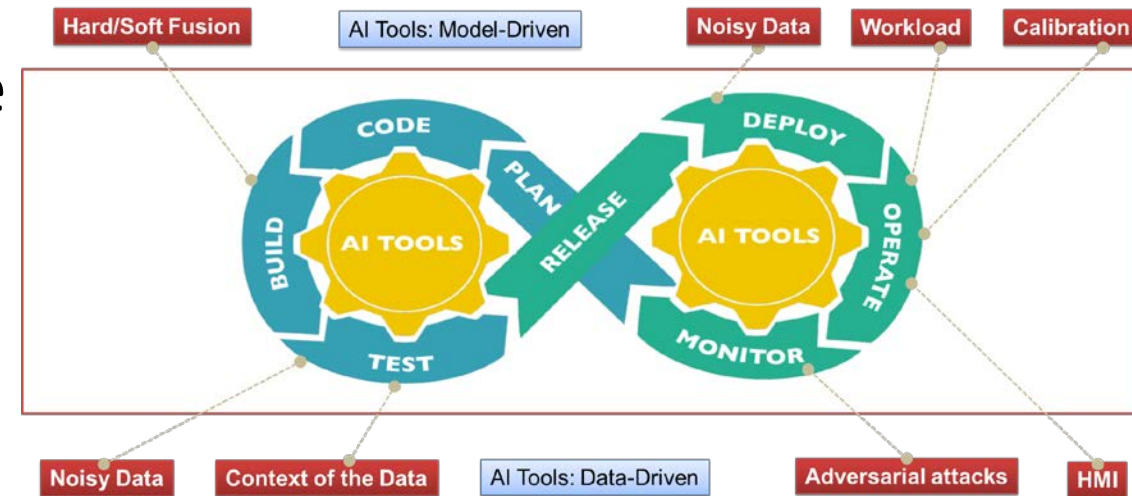 Hard/Soft Fusion
AI Tools: Model-Driven
Noisy Data
Workload
Calibration
e
CODE
PLAN
BUILD
AI TOOLS
TEST
RELEASE
DEPLOY
OPERATE
AI TOOLS
MONITOR
Noisy Data
Context of the Data
AI Tools: Data-Driven
Adversarial attacks
HMI